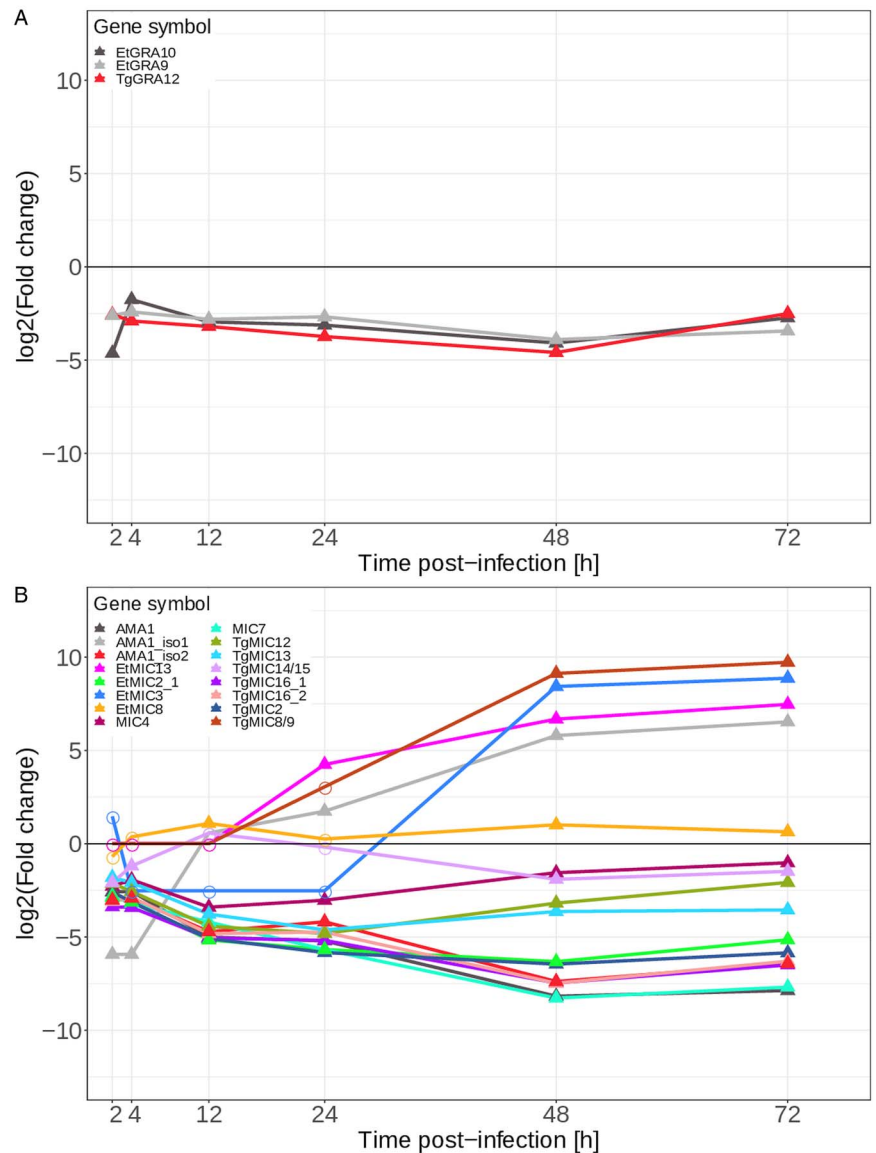 A
Gene symbol
EtGRA10
EtGRA9
TgGRA12
10
5
0
−5
−10
log2(Fold change)
2 4 12 24 48 72
Time post−infection [h]
B
Gene symbol
AMA1 MIC7
AMA1_iso1 TgMIC12
AMA1_iso2 TgMIC13
EtMIC13 TgMIC14/15
EtMIC2_1 TgMIC16_1
EtMIC3 TgMIC16_2
EtMIC8 TgMIC2
MIC4 TgMIC8/9
10
5
0
−5
−10
log2(Fold change)
2 4 12 24 48 72
Time post−infection [h]